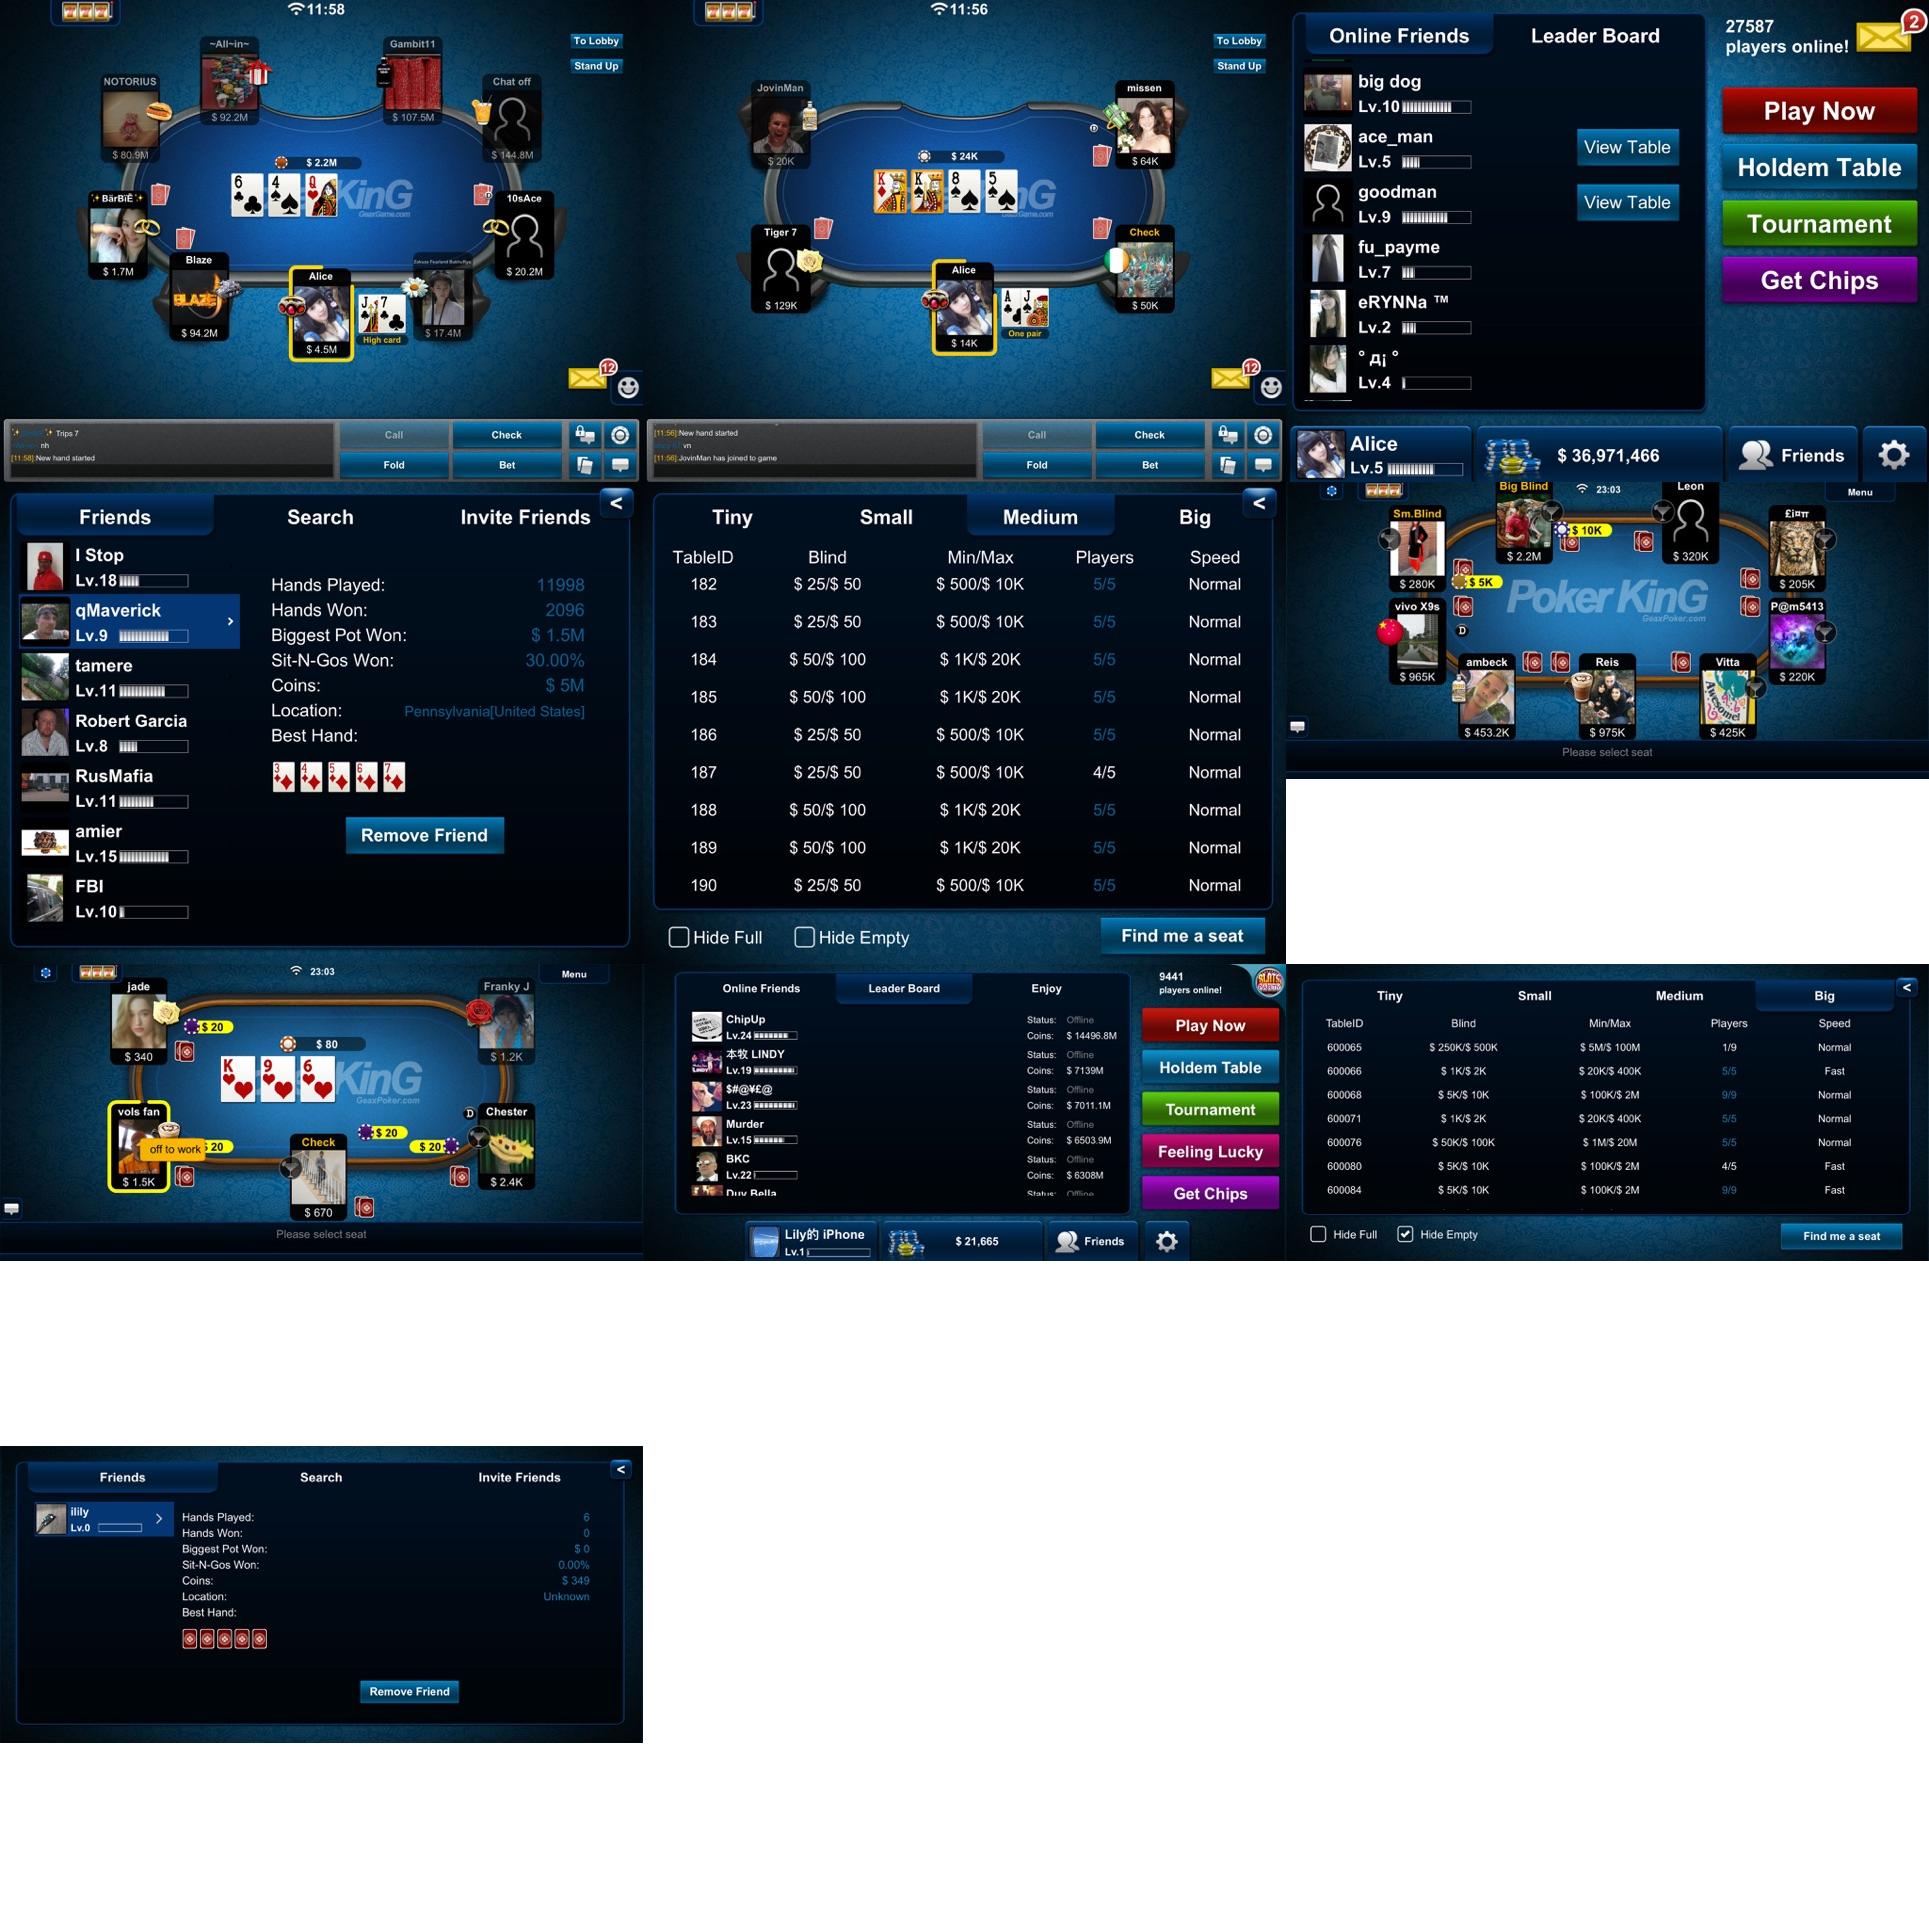 11:58
To Lobby
Stand Up
~All~in~
$ 92.2M
Gambit11
$ 107.5M
NOTORIUS
$ 80.9M
Chat off
$ 144.8M
$ 2.2M
6 4 Q
KinG
GeaxGame.com
BärBïË
$ 1.7M
10sAce
$ 20.2M
Blaze
BLAZE
$ 94.2M
Alice
$ 4.5M
J 7
High card
$ 17.4M
12
Trips 7
nh
[11:58]New hand started
Call
Check
Fold
Bet
11:56
To Lobby
Stand Up
JovinMan
$ 20K
missen
$ 64K
D
$ 24K
K K 8 5
inG
GeaxGame.com
Tiger 7
$ 129K
Check
$ 50K
Alice
$ 14K
A J
One pair
12
[11:56]New hand started
vn
[11:56]JovinMan has joined to game
Call
Check
Fold
Bet
Online Friends
Leader Board
27587
players online!
2
big dog
Lv.10
ace_man
Lv.5
View Table
goodman
Lv.9
View Table
fu_payme
Lv.7
eRYNNa ™
Lv.2
° д¡ °
Lv.4
Play Now
Holdem Table
Tournament
Get Chips
Alice
Lv.5
$ 36,971,466
Friends
Friends
Search
Invite Friends
<
I Stop
Lv.18
qMaverick
Lv.9
tamere
Lv.11
Robert Garcia
Lv.8
RusMafia
Lv.11
amier
Lv.15
FBI
Lv.10
Hands Played: 11998
Hands Won: 2096
Biggest Pot Won: $ 1.5M
Sit-N-Gos Won: 30.00%
Coins: $ 5M
Location: Pennsylvania[United States]
Best Hand:
3 4 5 6 7
Remove Friend
Tiny
Small
Medium
Big
<
TableID Blind Min/Max Players Speed
182 $ 25/$ 50 $ 500/$ 10K 5/5 Normal
183 $ 25/$ 50 $ 500/$ 10K 5/5 Normal
184 $ 50/$ 100 $ 1K/$ 20K 5/5 Normal
185 $ 50/$ 100 $ 1K/$ 20K 5/5 Normal
186 $ 25/$ 50 $ 500/$ 10K 5/5 Normal
187 $ 25/$ 50 $ 500/$ 10K 4/5 Normal
188 $ 50/$ 100 $ 1K/$ 20K 5/5 Normal
189 $ 50/$ 100 $ 1K/$ 20K 5/5 Normal
190 $ 25/$ 50 $ 500/$ 10K 5/5 Normal
Hide Full
Hide Empty
Find me a seat
23:03
Menu
Big Blind
$ 2.2M
Leon
$ 320K
Sm.Blind
$ 280K
£i¤π
$ 205K
$ 10K
$ 5K
Poker KinG
GeaxPoker.com
vivo X9s
$ 965K
D
P@m5413
$ 220K
ambeck
$ 453.2K
Reis
$ 975K
Vitta
$ 425K
Please select seat
23:03
Menu
jade
$ 340
Franky J
$ 1.2K
$ 20
$ 80
K 9 6
KinG
GeaxPoker.com
vols fan
off to work
$ 1.5K
20
$ 20
$ 20
Check
$ 670
D
Chester
$ 2.4K
Please select seat
Online Friends
Leader Board
Enjoy
9441
players online!
SLOTS
ChipUp
Lv.24
Status: Offline
Coins: $ 14496.8M
本牧 LINDY
Lv.19
Status: Offline
Coins: $ 7139M
$#@¥£@
Lv.23
Status: Offline
Coins: $ 7011.1M
Murder
Lv.15
Status: Offline
Coins: $ 6503.9M
BKC
Lv.22
Status: Offline
Coins: $ 6308M
Duy Bella
Status: Offline
Play Now
Holdem Table
Tournament
Feeling Lucky
Get Chips
Lily的 iPhone
Lv.1
$ 21,665
Friends
Tiny
Small
Medium
Big
<
TableID Blind Min/Max Players Speed
600065 $ 250K/$ 500K $ 5M/$ 100M 1/9 Normal
600066 $ 1K/$ 2K $ 20K/$ 400K 5/5 Fast
600068 $ 5K/$ 10K $ 100K/$ 2M 9/9 Normal
600071 $ 1K/$ 2K $ 20K/$ 400K 5/5 Normal
600076 $ 50K/$ 100K $ 1M/$ 20M 5/5 Normal
600080 $ 5K/$ 10K $ 100K/$ 2M 4/5 Fast
600084 $ 5K/$ 10K $ 100K/$ 2M 9/9 Fast
Hide Full
Hide Empty
Find me a seat
Friends
Search
Invite Friends
<
ilily
Lv.0
Hands Played: 6
Hands Won: 0
Biggest Pot Won: $ 0
Sit-N-Gos Won: 0.00%
Coins: $ 349
Location: Unknown
Best Hand:
Remove Friend